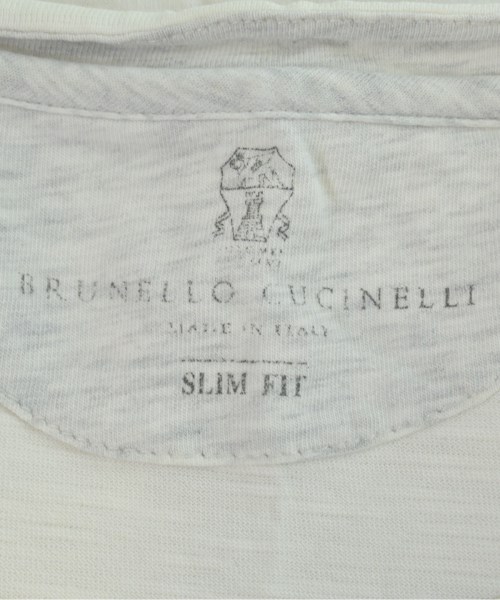 BRUNELLO CUCINELLI
MADE IN ITALY
SLIM FIT